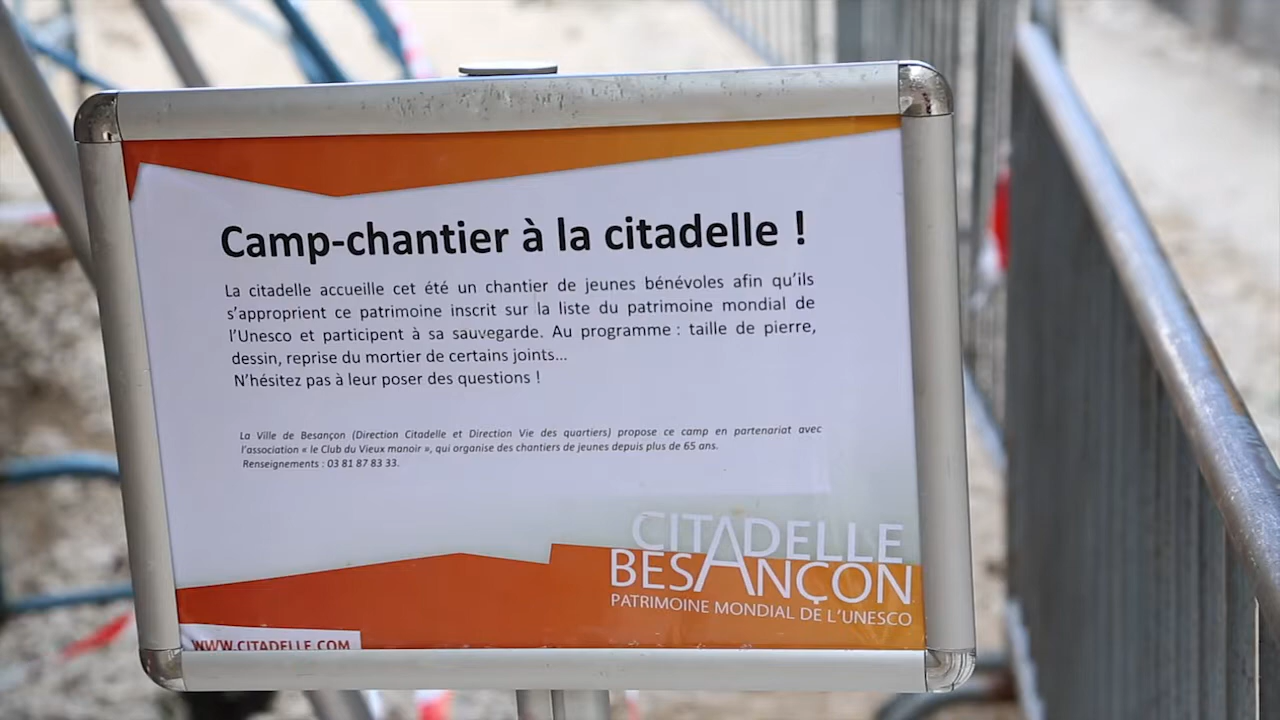 Camp-chantier à la citadelle !
La citadelle accueille cet été un chantier de jeunes bénévoles afin qu'ils
s'approprient ce patrimoine inscrit sur la liste du patrimoine mondial de
l'Unesco et participent à sa sauvegarde. Au programme : taille de pierre,
dessin, reprise du mortier de certains joints...
N'hésitez pas à leur poser des questions !
La Ville de Besançon (Direction Citadelle et Direction Vie des quartiers) propose ce camp en partenariat avec
l'association « le Club du Vieux manoir », qui organise des chantiers de jeunes depuis plus de 65 ans.
Renseignements : 03 81 87 83 33.
CITADELLE
BESANÇON
PATRIMOINE MONDIAL DE L'UNESCO
WWW.CITADELLE.COM